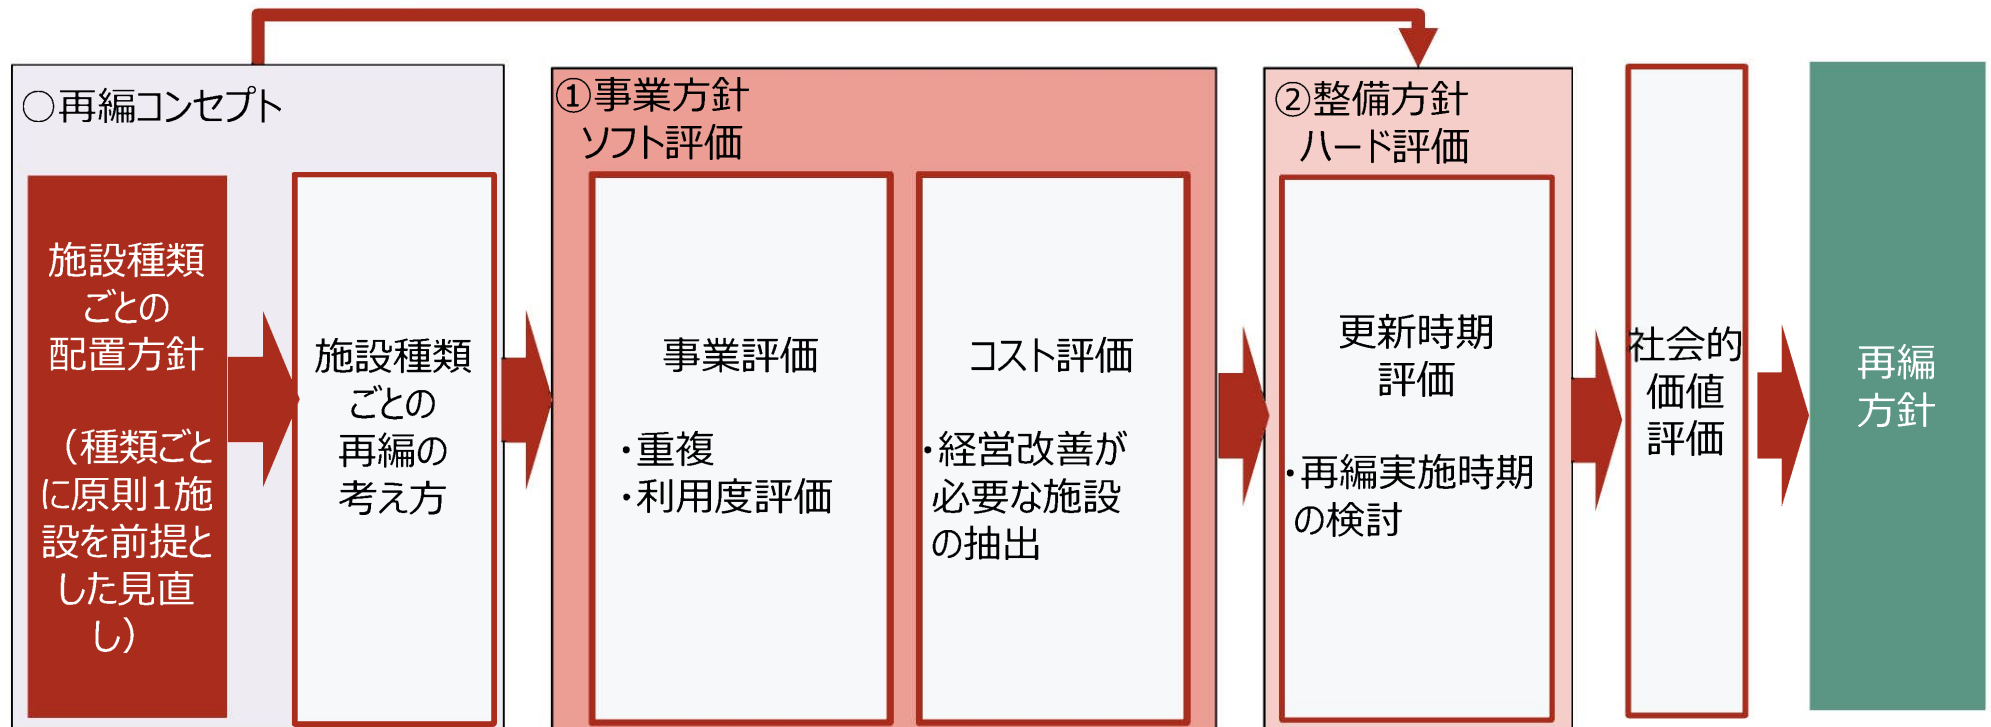 ○再編コンセプト
施設種類
ごとの
配置方針
（種類ごと
に原則1施
設を前提と
した見直
し）
施設種類
ごとの
再編の
考え方
①事業方針
ソフト評価
事業評価
・重複
・利用度評価
コスト評価
・経営改善が
必要な施設
の抽出
②整備方針
ハード評価
更新時期
評価
・再編実施時期
の検討
社会的
価値
評価
再編
方針